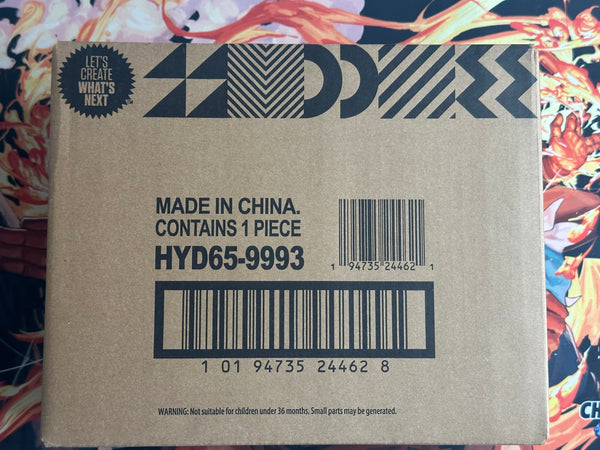 LET'S
CREATE
WHAT'S
NEXT
MADE IN CHINA.
CONTAINS 1 PIECE
HYD65-9993
1 94735 24462 1
1 01 94735 24462 8
WARNING: Not suitable for children under 36 months. Small parts may be generated.
CH